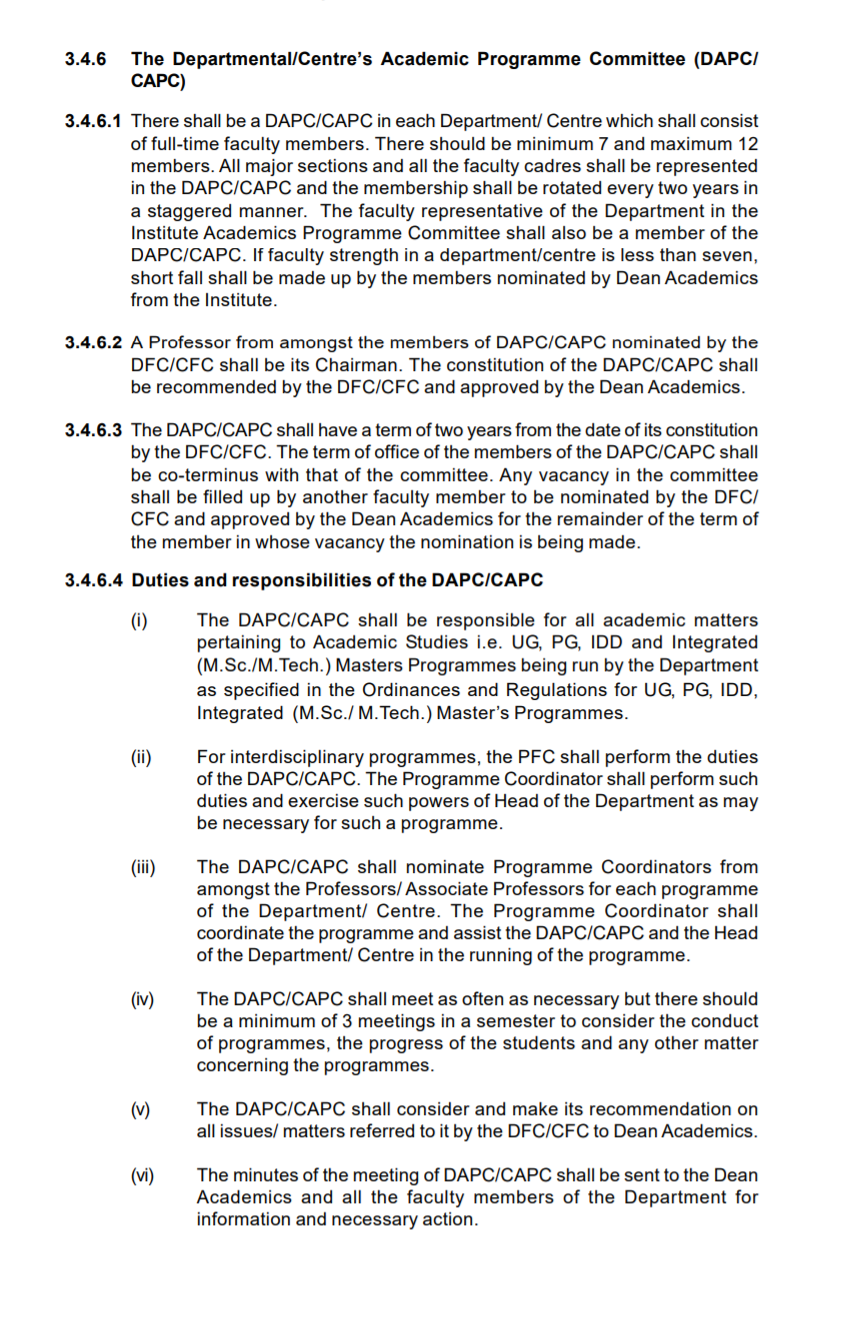 3.4.6 The Departmental/Centre's Academic Programme Committee (DAPC/
CAPC)
3.4.6.1 There shall be a DAPC/CAPC in each Department/ Centre which shall consist
of full-time faculty members. There should be minimum 7 and maximum 12
members. All major sections and all the faculty cadres shall be represented
in the DAPC/CAPC and the membership shall be rotated every two years in
a staggered manner. The faculty representative of the Department in the
Institute Academics Programme Committee shall also be a member of the
DAPC/CAPC. If faculty strength in a department/centre is less than seven,
short fall shall be made up by the members nominated by Dean Academics
from the Institute.
3.4.6.2 A Professor from amongst the members of DAPC/CAPC nominated by the
DFC/CFC shall be its Chairman. The constitution of the DAPC/CAPC shall
be recommended by the DFC/CFC and approved by the Dean Academics.
3.4.6.3 The DAPC/CAPC shall have a term of two years from the date of its constitution
by the DFC/CFC. The term of office of the members of the DAPC/CAPC shall
be co-terminus with that of the committee. Any vacancy in the committee
shall be filled up by another faculty member to be nominated by the DFC/
CFC and approved by the Dean Academics for the remainder of the term of
the member in whose vacancy the nomination is being made.
3.4.6.4 Duties and responsibilities of the DAPC/CAPC
(i) The DAPC/CAPC shall be responsible for all academic matters
pertaining to Academic Studies i.e. UG, PG, IDD and Integrated
(M.Sc./M.Tech.) Masters Programmes being run by the Department
as specified in the Ordinances and Regulations for UG, PG, IDD,
Integrated (M.Sc./ M.Tech.) Master's Programmes.
(ii) For interdisciplinary programmes, the PFC shall perform the duties
of the DAPC/CAPC. The Programme Coordinator shall perform such
duties and exercise such powers of Head of the Department as may
be necessary for such a programme.
(iii) The DAPC/CAPC shall nominate Programme Coordinators from
amongst the Professors/ Associate Professors for each programme
of the Department/ Centre. The Programme Coordinator shall
coordinate the programme and assist the DAPC/CAPC and the Head
of the Department/ Centre in the running of the programme.
(iv) The DAPC/CAPC shall meet as often as necessary but there should
be a minimum of 3 meetings in a semester to consider the conduct
of programmes, the progress of the students and any other matter
concerning the programmes.
(v) The DAPC/CAPC shall consider and make its recommendation on
all issues/ matters referred to it by the DFC/CFC to Dean Academics.
(vi) The minutes of the meeting of DAPC/CAPC shall be sent to the Dean
Academics and all the faculty members of the Department for
information and necessary action.